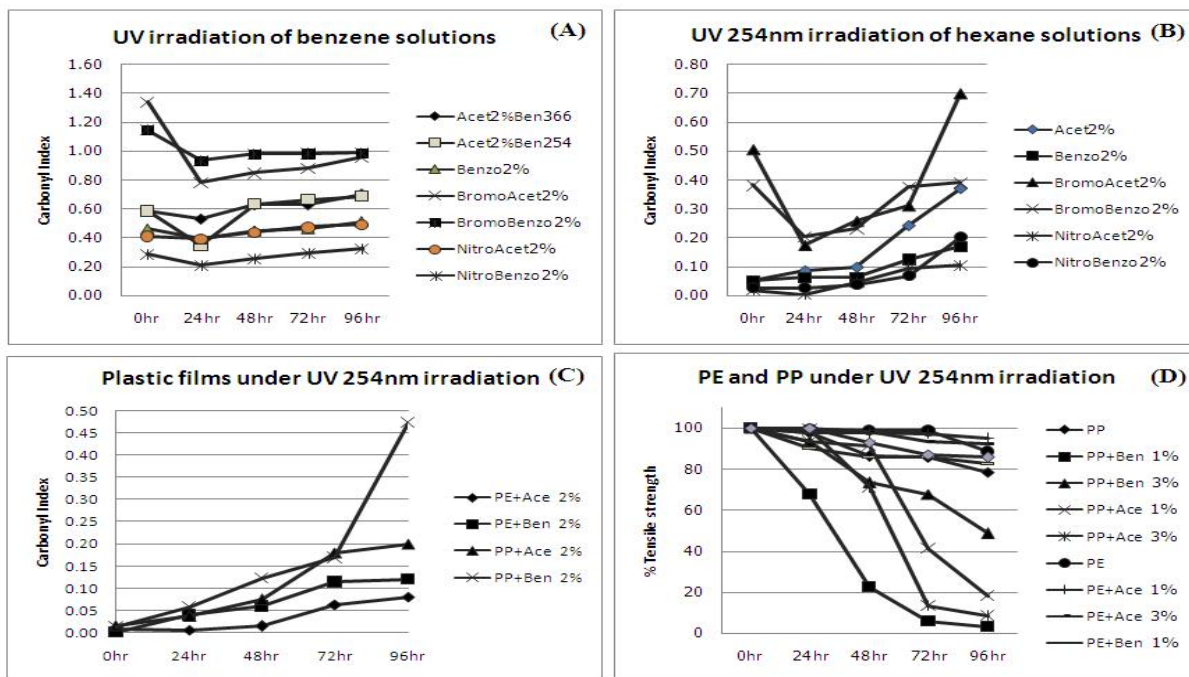 UV irradiation of benzene solutions (A)
Carbonyl Index
1.60
1.40
1.20
1.00
0.80
0.60
0.40
0.20
0.00
0hr 24hr 48hr 72hr 96hr
Acet2%Ben366
Acet2%Ben254
Benzo2%
BromoAcet2%
BromoBenzo2%
NitroAcet2%
NitroBenzo2%
UV 254nm irradiation of hexane solutions (B)
Carbonyl Index
0.80
0.70
0.60
0.50
0.40
0.30
0.20
0.10
0.00
0hr 24hr 48hr 72hr 96hr
Acet2%
Benzo2%
BromoAcet2%
BromoBenzo2%
NitroAcet2%
NitroBenzo2%
Plastic films under UV 254nm irradiation (C)
Carbonyl Index
0.50
0.45
0.40
0.35
0.30
0.25
0.20
0.15
0.10
0.05
0.00
0hr 24hr 48hr 72hr 96hr
PE+Ace 2%
PE+Ben 2%
PP+Ace 2%
PP+Ben 2%
PE and PP under UV 254nm irradiation (D)
% Tensile strength
100
80
60
40
20
0
0hr 24hr 48hr 72hr 96hr
PP
PP+Ben 1%
PP+Ben 3%
PP+Ace 1%
PP+Ace 3%
PE
PE+Ace 1%
PE+Ace 3%
PE+Ben 1%